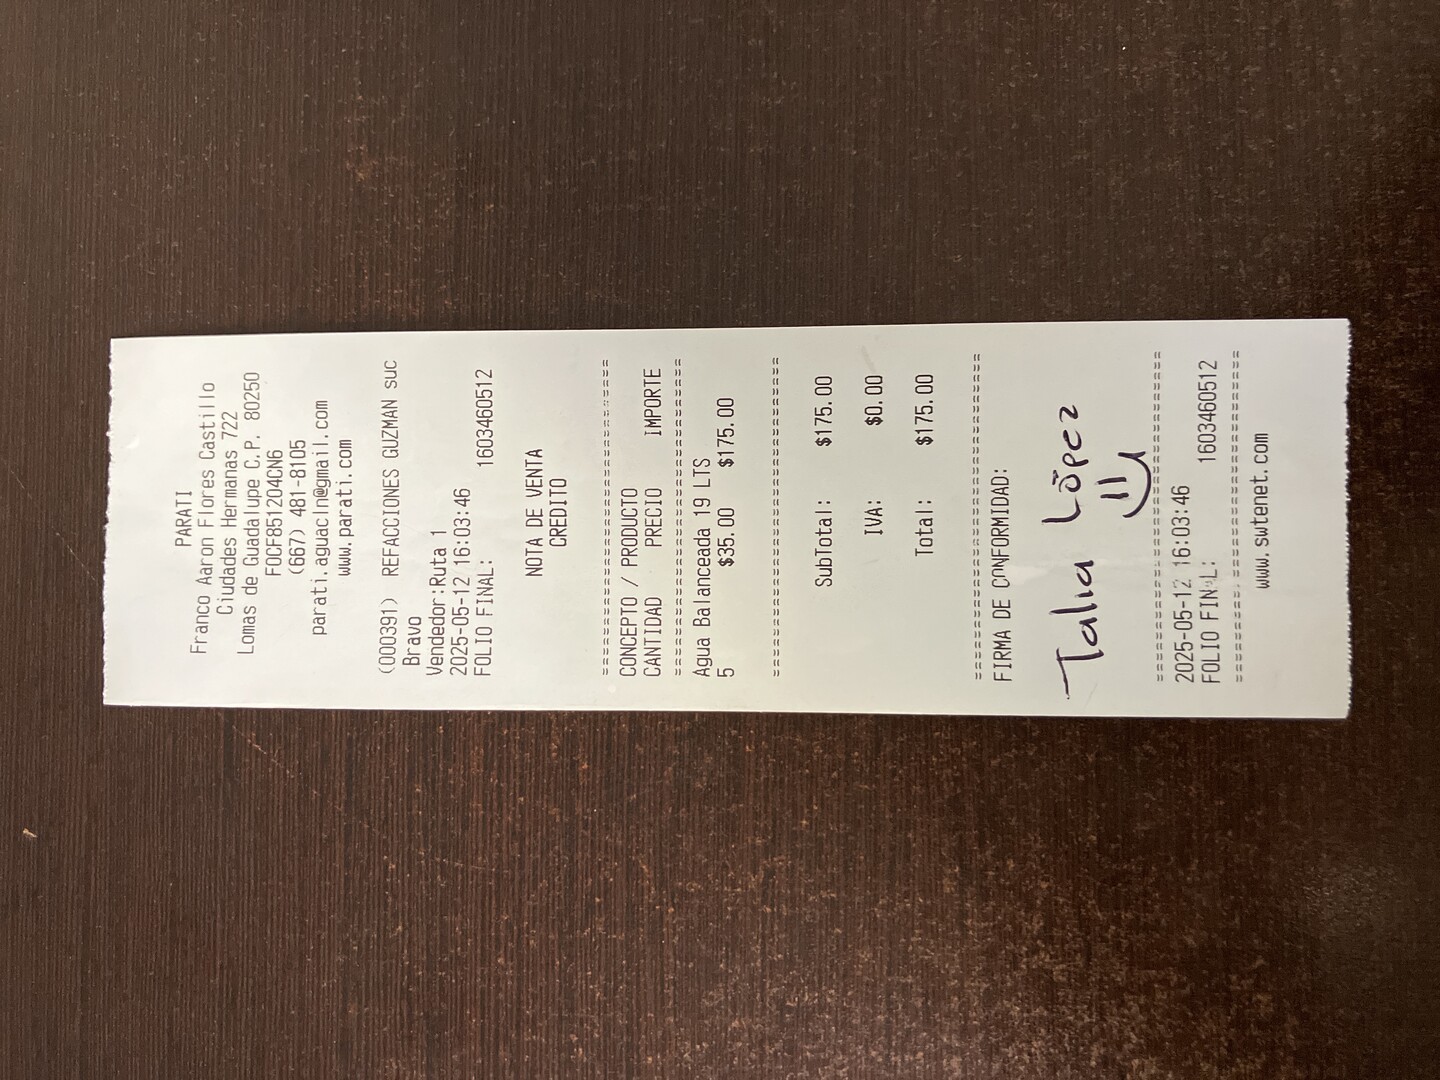 PARATI
Franco Aaron Flores Castillo
Ciudades Hermanas 722
Lomas de Guadalupe C.P. 80250
FOCF851204CN6
(667) 481-8105
parati.aguacln@gmail.com
www.parati.com
(000391) REFACCIONES GUZMAN suc
Bravo
Vendedor:Ruta 1
2025-05-12 16:03:46
FOLIO FINAL: 1603460512
NOTA DE VENTA
CREDITO
================================
CONCEPTO / PRODUCTO
CANTIDAD PRECIO IMPORTE
================================
Agua Balanceada 19 LTS
5 $35.00 $175.00
================================
SubTotal: $175.00
IVA: $0.00
Total: $175.00
================================
FIRMA DE CONFORMIDAD:
Talia López
================================
2025-05-12 16:03:46
FOLIO FINAL: 1603460512
================================
www.swtenet.com